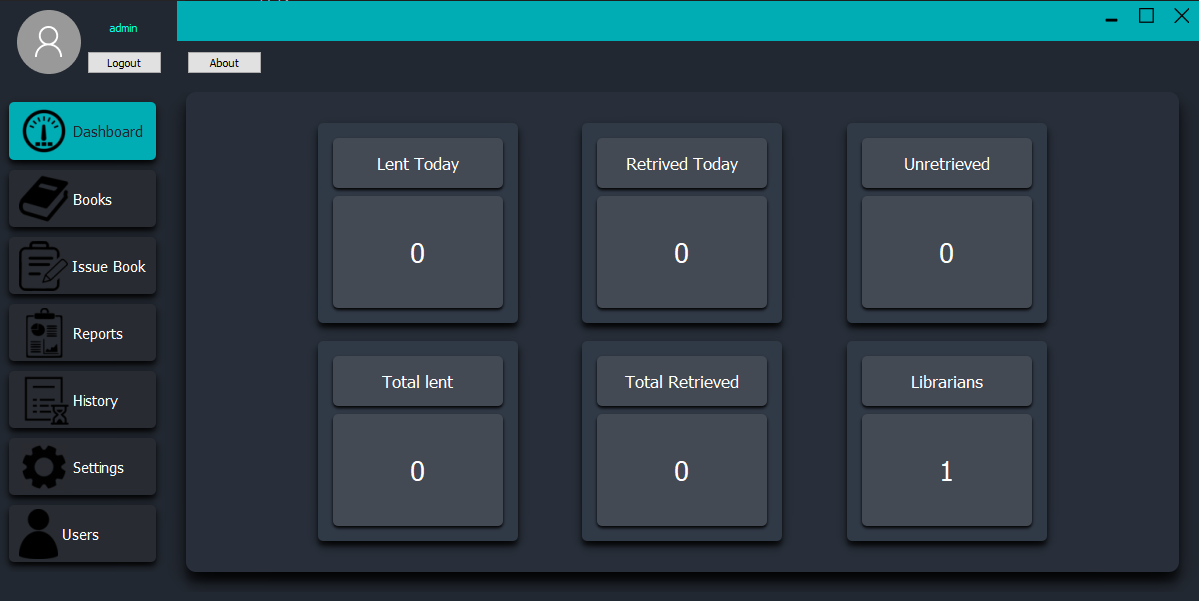 admin
Logout
About
Dashboard
Books
Issue Book
Reports
History
Settings
Users
Lent Today
0
Retrived Today
0
Unretrieved
0
Total lent
0
Total Retrieved
0
Librarians
1